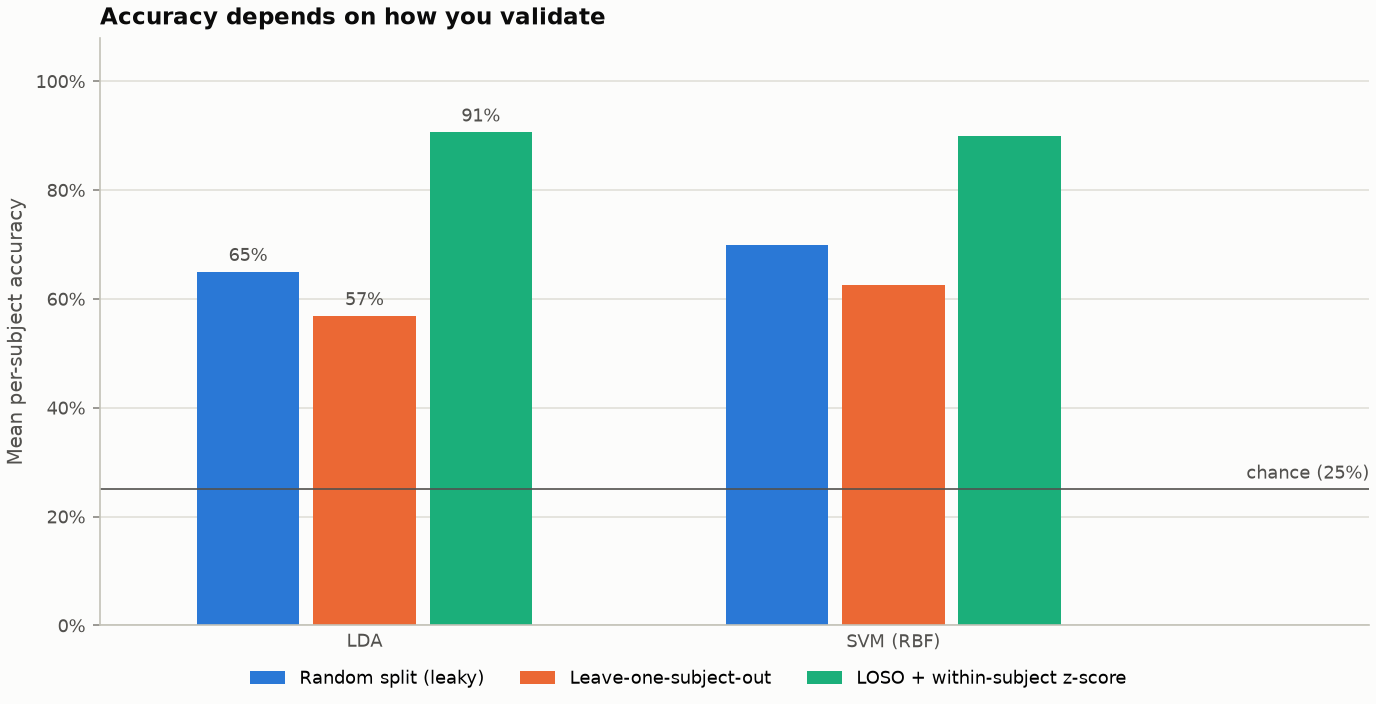 Accuracy depends on how you validate
Mean per-subject accuracy
100%
80%
60%
40%
20%
0%
65%
57%
91%
chance (25%)
LDA
SVM (RBF)
Random split (leaky)
Leave-one-subject-out
LOSO + within-subject z-score